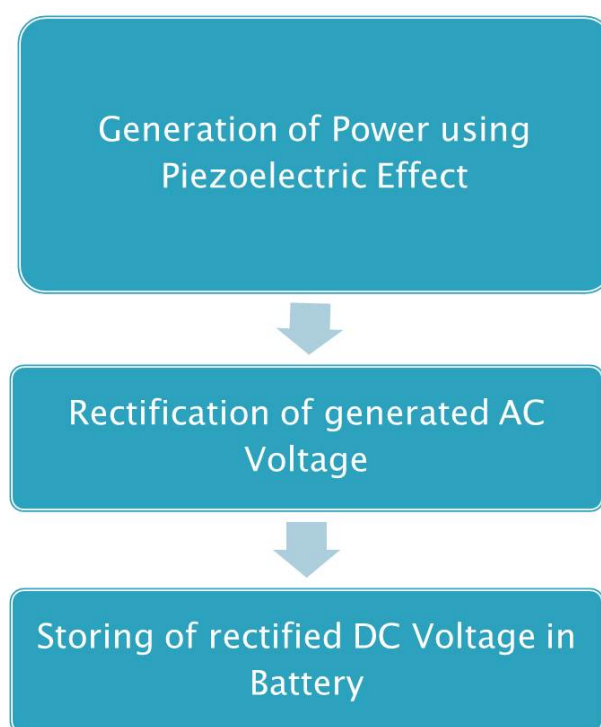 Generation of Power using
Piezoelectric Effect
Rectification of generated AC
Voltage
Storing of rectified DC Voltage in
Battery